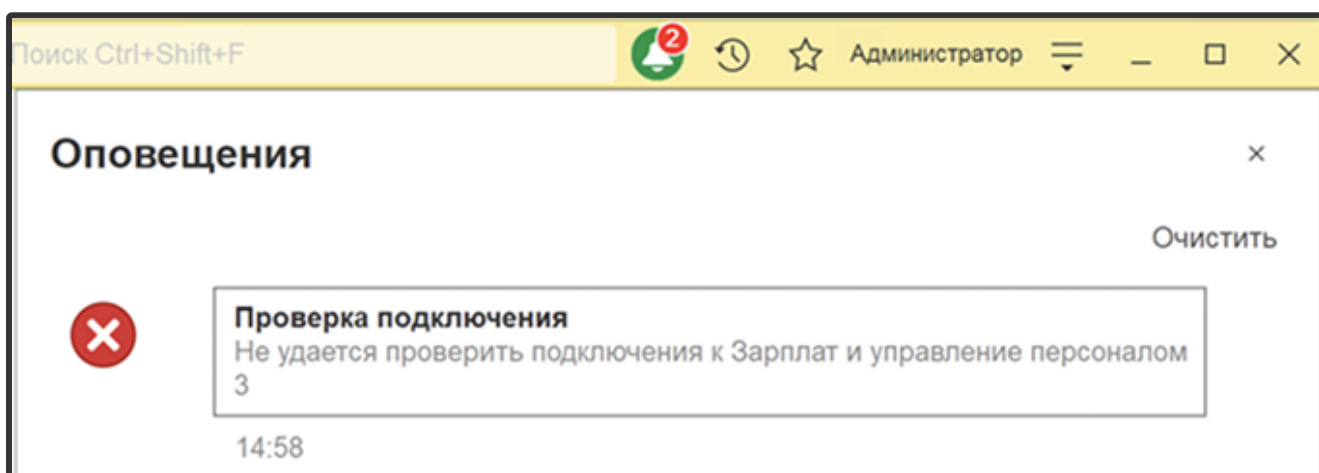 Поиск Ctrl+Shift+F
2
Администратор
Оповещения
Очистить
Проверка подключения
Не удается проверить подключения к Зарплат и управление персоналом
3
14:58